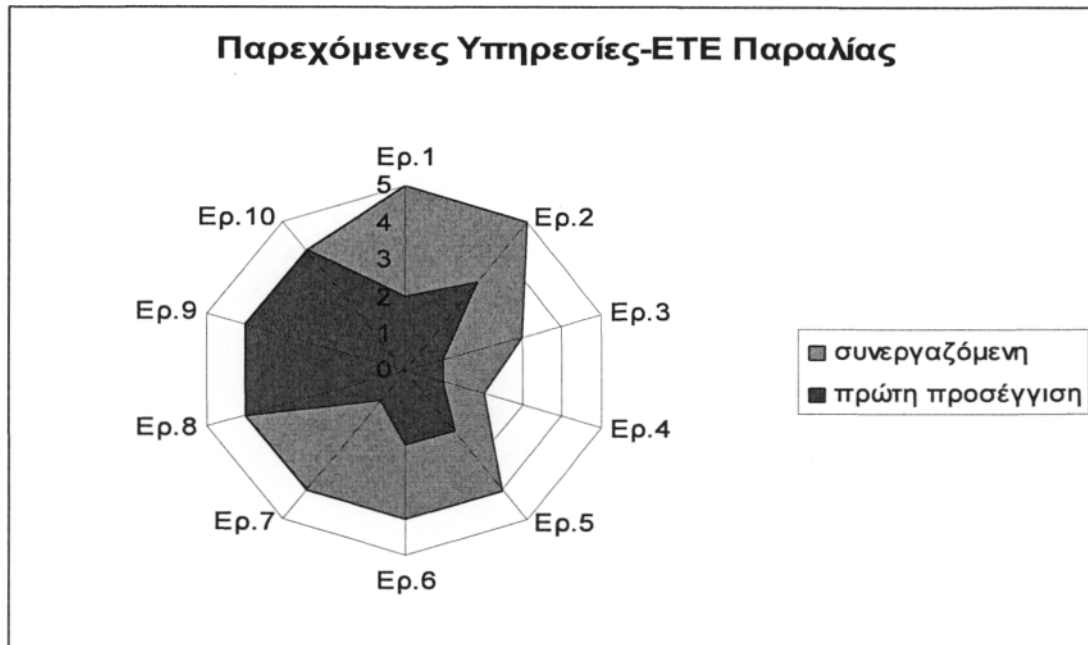 Παρεχόμενες Υπηρεσίες-ΕΤΕ Παραλίας
Ερ.1
Ερ.2
Ερ.3
Ερ.4
Ερ.5
Ερ.6
Ερ.7
Ερ.8
Ερ.9
Ερ.10
5
4
3
2
1
0
συνεργαζόμενη
πρώτη προσέγγιση